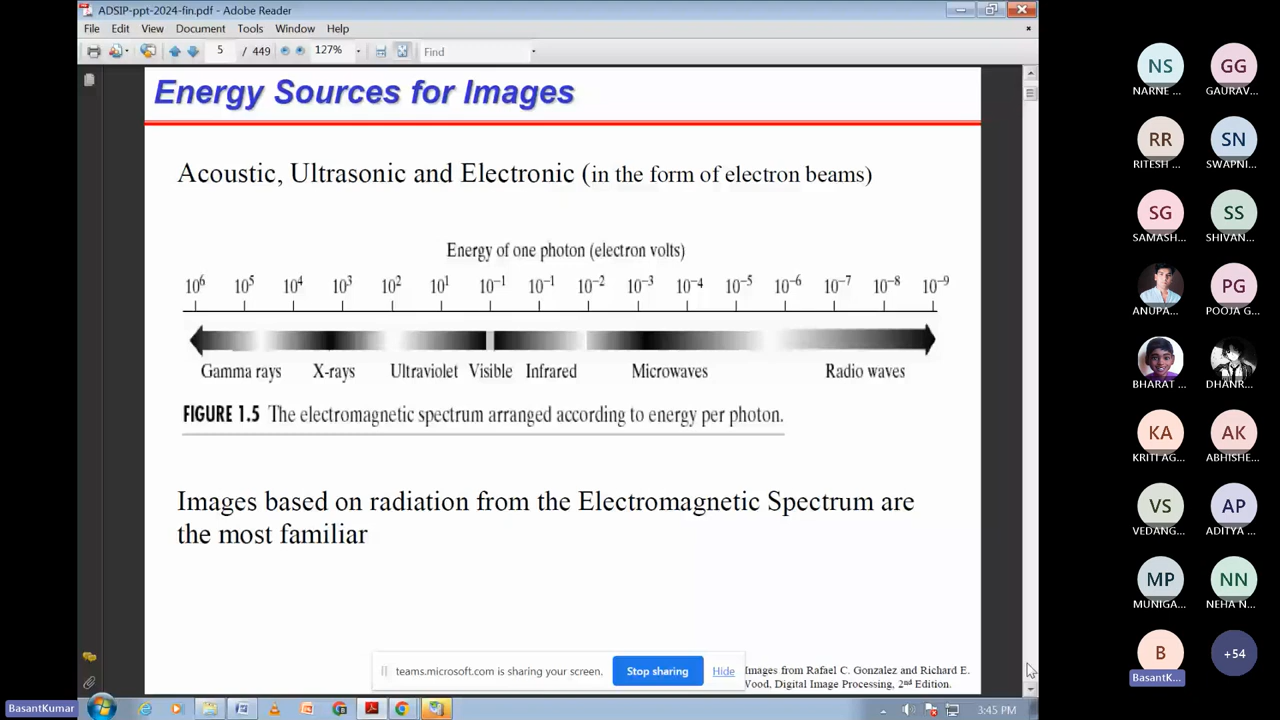 ADSIP-ppt-2024-fin.pdf - Adobe Reader
File Edit View Document Tools Window Help
5 / 449 127% Find
Energy Sources for Images
Acoustic, Ultrasonic and Electronic (in the form of electron beams)
Energy of one photon (electron volts)
10⁶ 10⁵ 10⁴ 10³ 10² 10¹ 10⁻¹ 10⁻¹ 10⁻² 10⁻³ 10⁻⁴ 10⁻⁵ 10⁻⁶ 10⁻⁷ 10⁻⁸ 10⁻⁹
Gamma rays X-rays Ultraviolet Visible Infrared Microwaves Radio waves
FIGURE 1.5 The electromagnetic spectrum arranged according to energy per photon.
Images based on radiation from the Electromagnetic Spectrum are
the most familiar
teams.microsoft.com is sharing your screen. Stop sharing Hide
Images from Rafael C. Gonzalez and Richard E.
Wood, Digital Image Processing, 2nd Edition.
BasantKumar
3:45 PM
NS GG
NARNE ... GAURAV...
RR SN
RITESH ... SWAPNI...
SG SS
SAMASH... SHIVAN...
PG
ANUPA... POOJA G...
BHARAT ... DHANR...
KA AK
KRITI AG... ABHISHE...
VS AP
VEDANG... ADITYA ...
MP NN
MUNIGA... NEHA N...
B +54
BasantK...